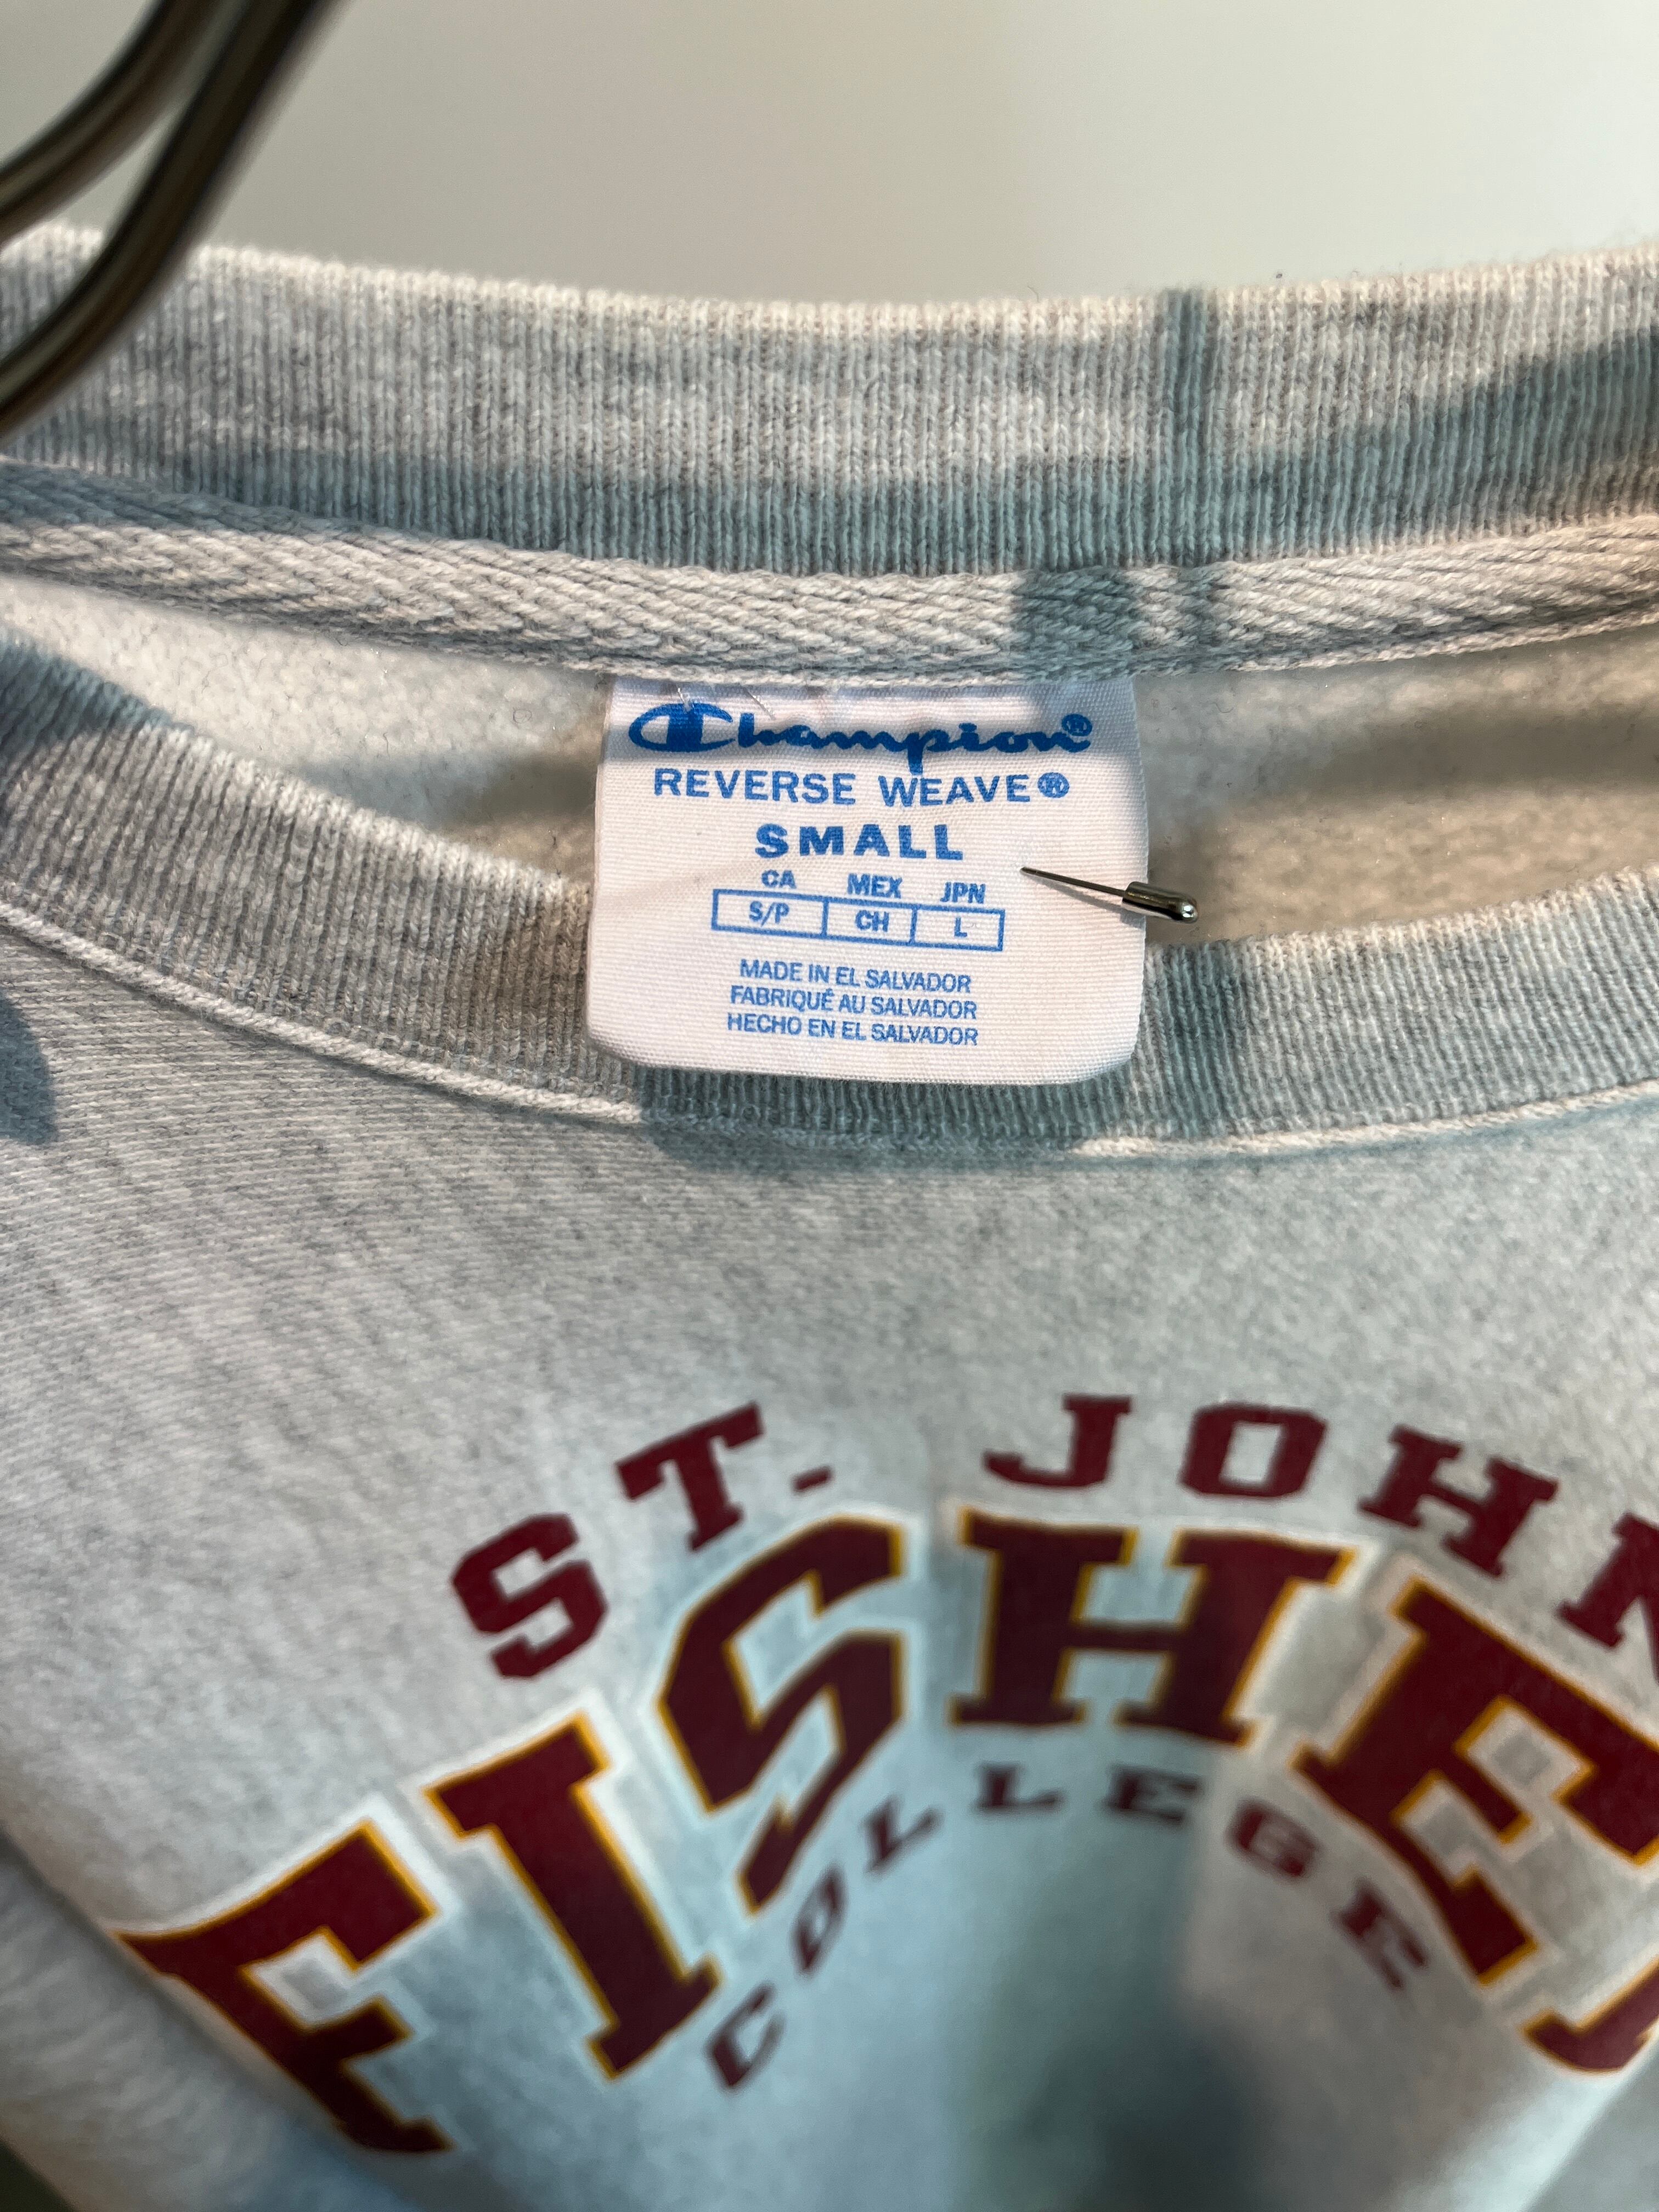 Champion®
REVERSE WEAVE®
SMALL
CA MEX JPN
S/P CH L
MADE IN EL SALVADOR
FABRIQUÉ AU SALVADOR
HECHO EN EL SALVADOR
ST. JOHN
FISHE
COLLEGE